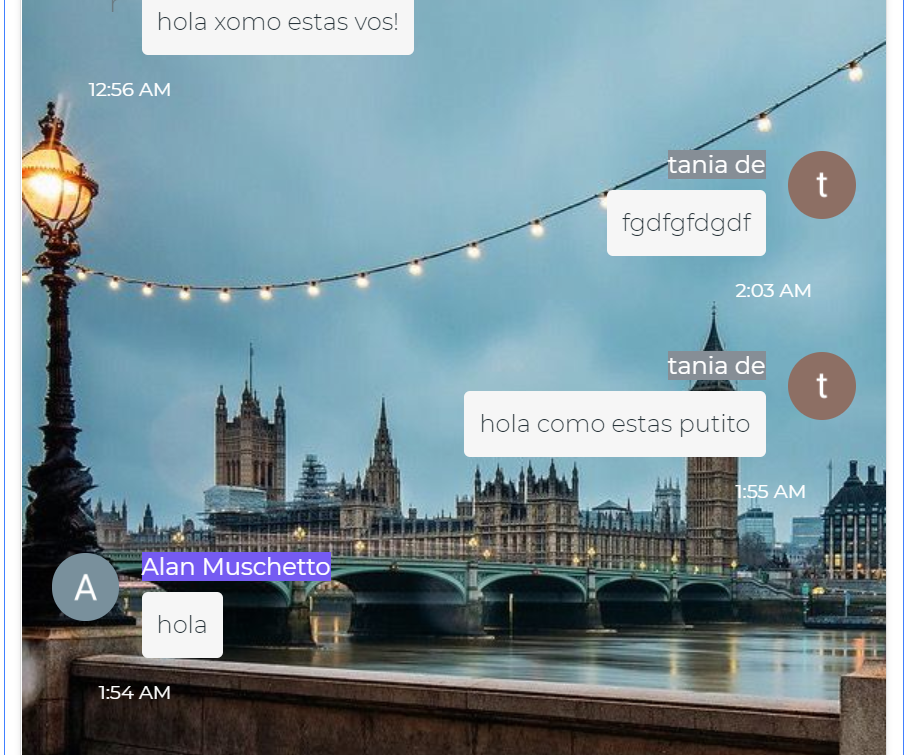 hola xomo estas vos!
12:56 AM
tania de
t
fgdfgfdgdf
2:03 AM
tania de
t
hola como estas putito
1:55 AM
Alan Muschetto
A
hola
1:54 AM